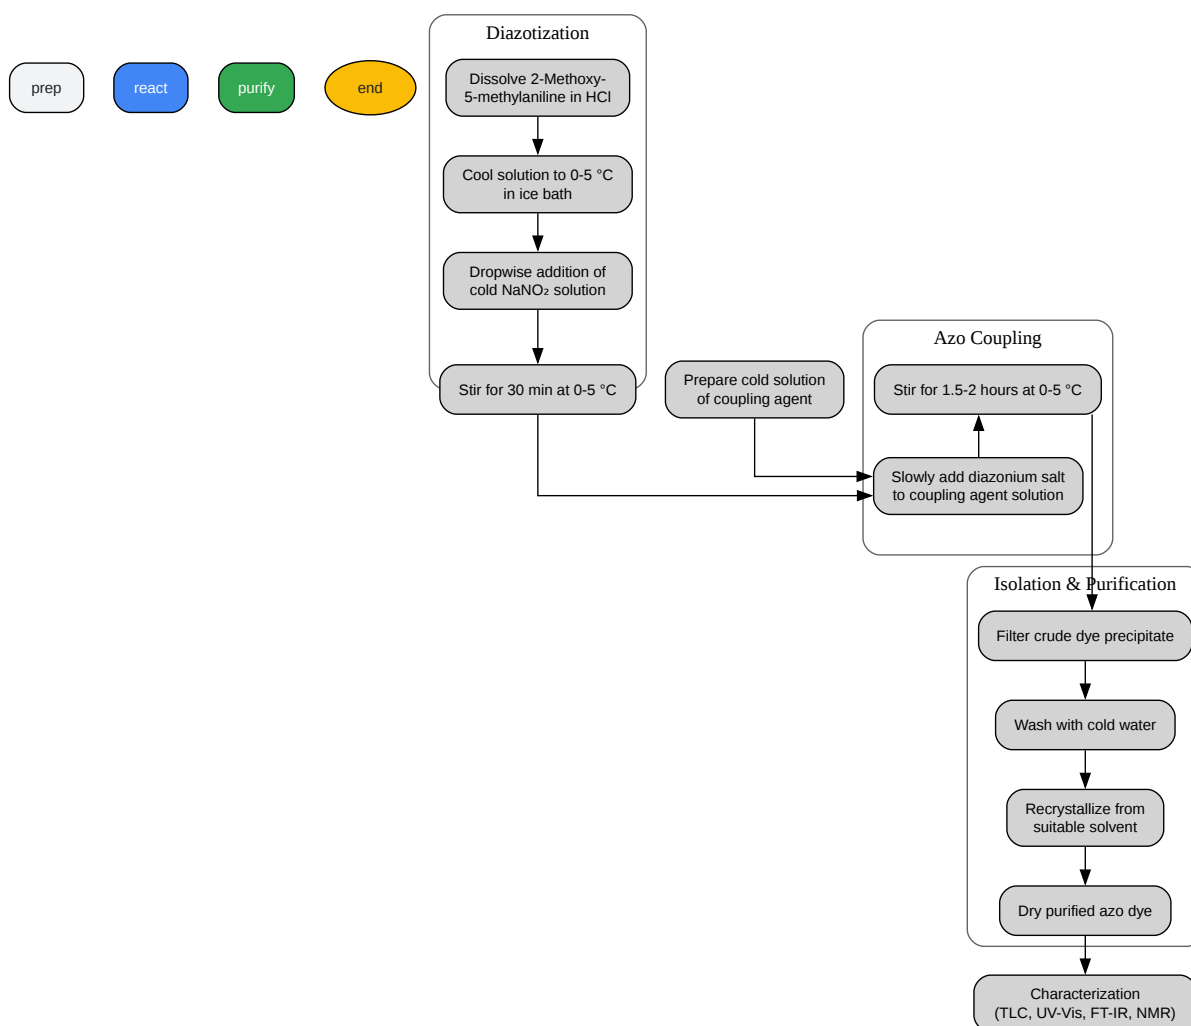 prep
react
purify
end
Diazotization
Dissolve 2-Methoxy-
5-methylaniline in HCl
Cool solution to 0-5 °C
in ice bath
Dropwise addition of
cold NaNO₂ solution
Stir for 30 min at 0-5 °C
Prepare cold solution
of coupling agent
Azo Coupling
Stir for 1.5-2 hours at 0-5 °C
Slowly add diazonium salt
to coupling agent solution
Isolation & Purification
Filter crude dye precipitate
Wash with cold water
Recrystallize from
suitable solvent
Dry purified azo dye
Characterization
(TLC, UV-Vis, FT-IR, NMR)